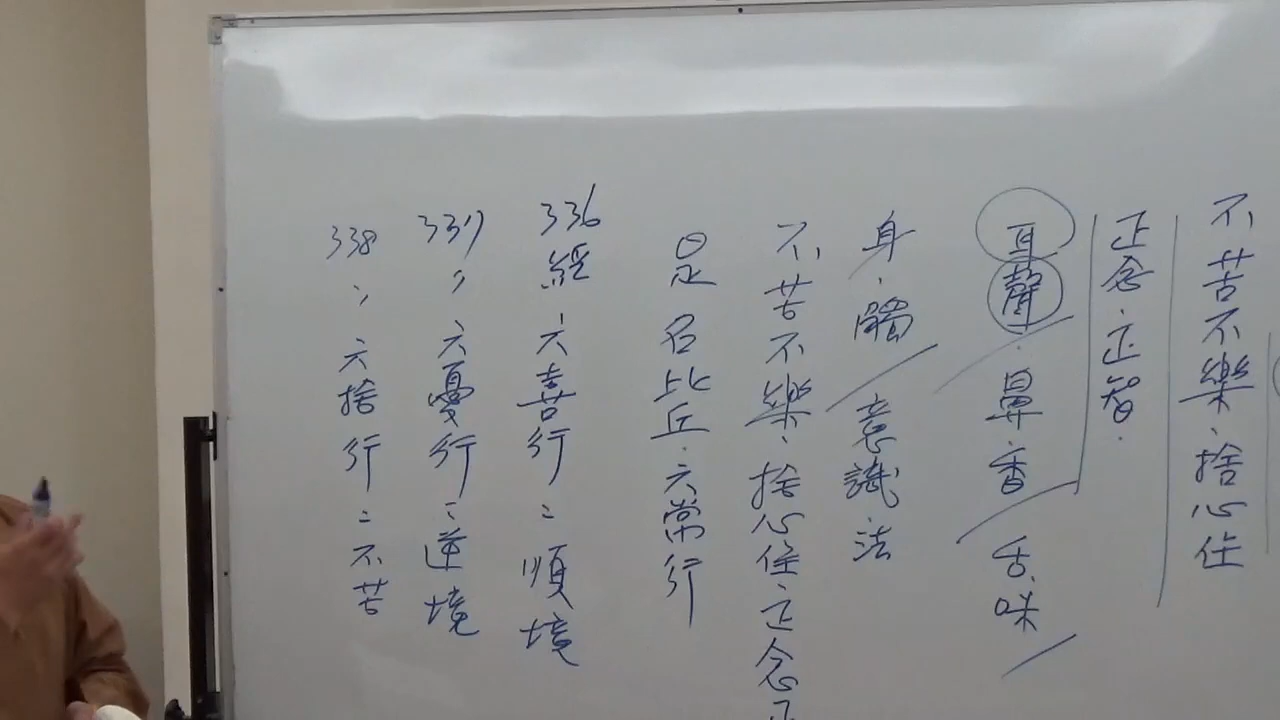 不苦不樂、捨心住
正念、正智.
耳聲、鼻香 舌、味
身、觸 意識法
不苦不樂、捨心住、正念正
是名比丘、六常行
336經、六喜行=順境
337〃六憂行=逆境
338〃六捨行=不苦